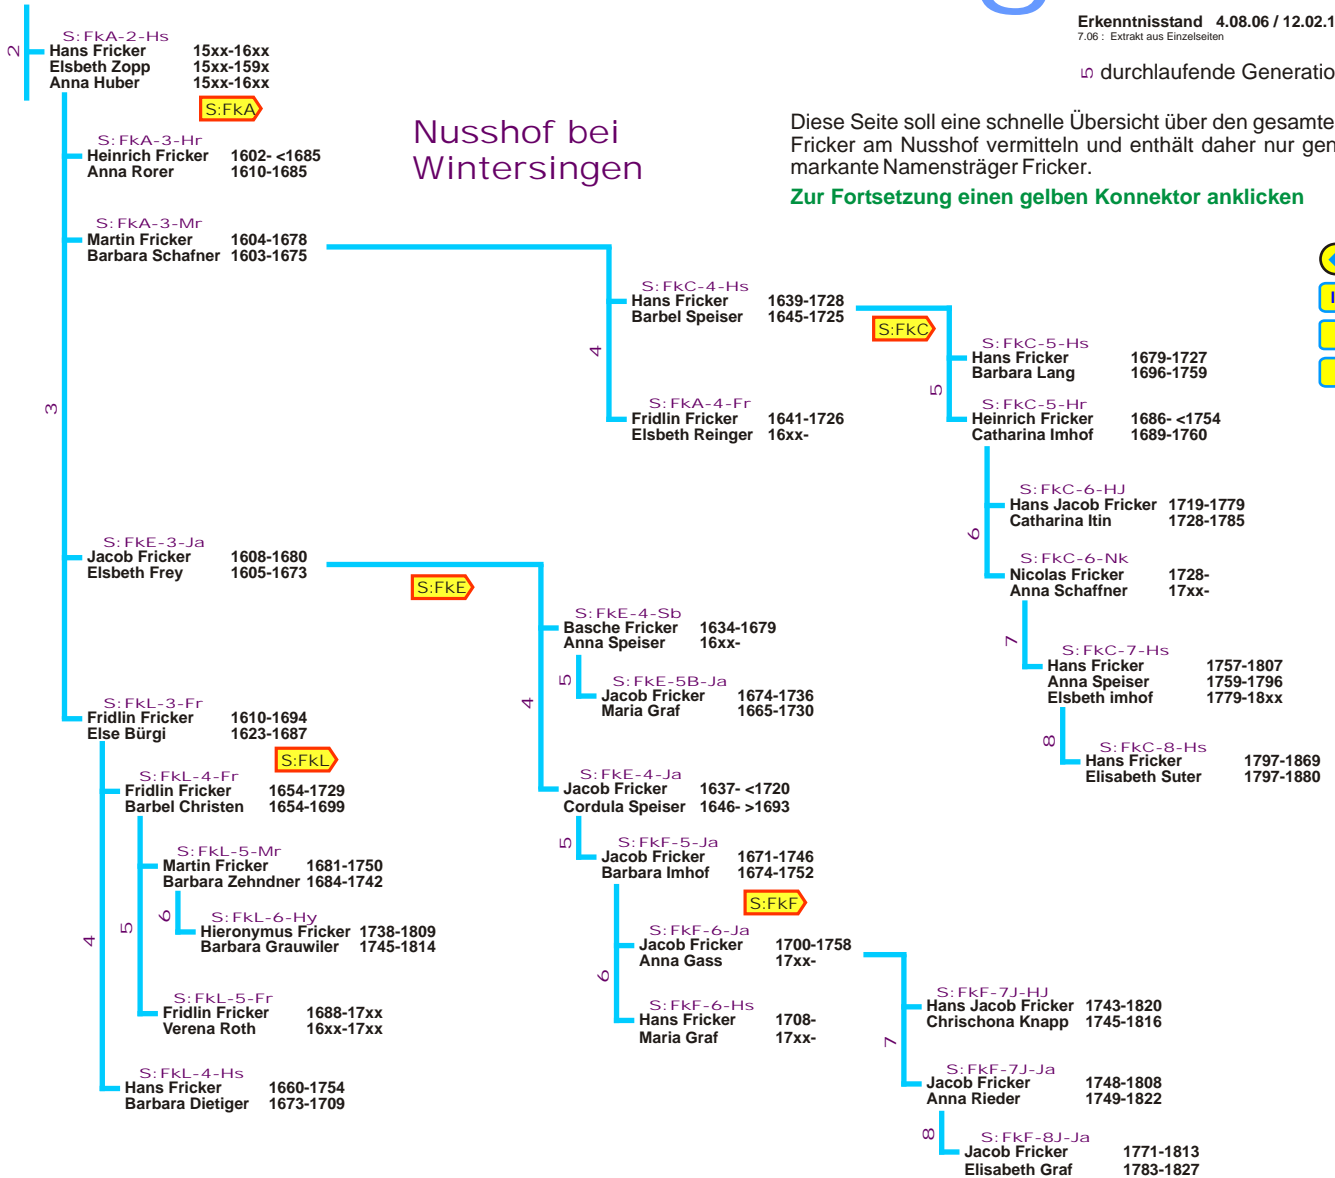 Erkenntnisstand 4.08.06 / 12.02.1
7.06 : Extrakt aus Einzelseiten
5 durchlaufende Generatio
Nusshof bei
Wintersingen
Diese Seite soll eine schnelle Übersicht über den gesamte
Fricker am Nusshof vermitteln und enthält daher nur gen
markante Namensträger Fricker.
Zur Fortsetzung einen gelben Konnektor anklicken
2
S:FkA-2-Hs
Hans Fricker 15xx-16xx
Elsbeth Zopp 15xx-159x
Anna Huber 15xx-16xx
S:FkA
3
S:FkA-3-Hr
Heinrich Fricker 1602- <1685
Anna Rorer 1610-1685
S:FkA-3-Mr
Martin Fricker 1604-1678
Barbara Schafner 1603-1675
4
S:FkC-4-Hs
Hans Fricker 1639-1728
Barbel Speiser 1645-1725
S:FkC
S:FkA-4-Fr
Fridlin Fricker 1641-1726
Elsbeth Reinger 16xx-
5
S:FkC-5-Hs
Hans Fricker 1679-1727
Barbara Lang 1696-1759
S:FkC-5-Hr
Heinrich Fricker 1686- <1754
Catharina Imhof 1689-1760
6
S:FkC-6-HJ
Hans Jacob Fricker 1719-1779
Catharina Itin 1728-1785
S:FkC-6-Nk
Nicolas Fricker 1728-
Anna Schaffner 17xx-
7
S:FkC-7-Hs
Hans Fricker 1757-1807
Anna Speiser 1759-1796
Elsbeth imhof 1779-18xx
8
S:FkC-8-Hs
Hans Fricker 1797-1869
Elisabeth Suter 1797-1880
S:FkE-3-Ja
Jacob Fricker 1608-1680
Elsbeth Frey 1605-1673
S:FkE
4
S:FkE-4-Sb
Basche Fricker 1634-1679
Anna Speiser 16xx-
5
S:FkE-5B-Ja
Jacob Fricker 1674-1736
Maria Graf 1665-1730
S:FkE-4-Ja
Jacob Fricker 1637- <1720
Cordula Speiser 1646- >1693
5
S:FkF-5-Ja
Jacob Fricker 1671-1746
Barbara Imhof 1674-1752
S:FkF
6
S:FkF-6-Ja
Jacob Fricker 1700-1758
Anna Gass 17xx-
S:FkF-6-Hs
Hans Fricker 1708-
Maria Graf 17xx-
7
S:FkF-7J-HJ
Hans Jacob Fricker 1743-1820
Chrischona Knapp 1745-1816
S:FkF-7J-Ja
Jacob Fricker 1748-1808
Anna Rieder 1749-1822
8
S:FkF-8J-Ja
Jacob Fricker 1771-1813
Elisabeth Graf 1783-1827
S:FkL-3-Fr
Fridlin Fricker 1610-1694
Else Bürgi 1623-1687
S:FkL
4
S:FkL-4-Fr
Fridlin Fricker 1654-1729
Barbel Christen 1654-1699
5
S:FkL-5-Mr
Martin Fricker 1681-1750
Barbara Zehndner 1684-1742
6
S:FkL-6-Hy
Hieronymus Fricker 1738-1809
Barbara Grauwiler 1745-1814
S:FkL-5-Fr
Fridlin Fricker 1688-17xx
Verena Roth 16xx-17xx
S:FkL-4-Hs
Hans Fricker 1660-1754
Barbara Dietiger 1673-1709